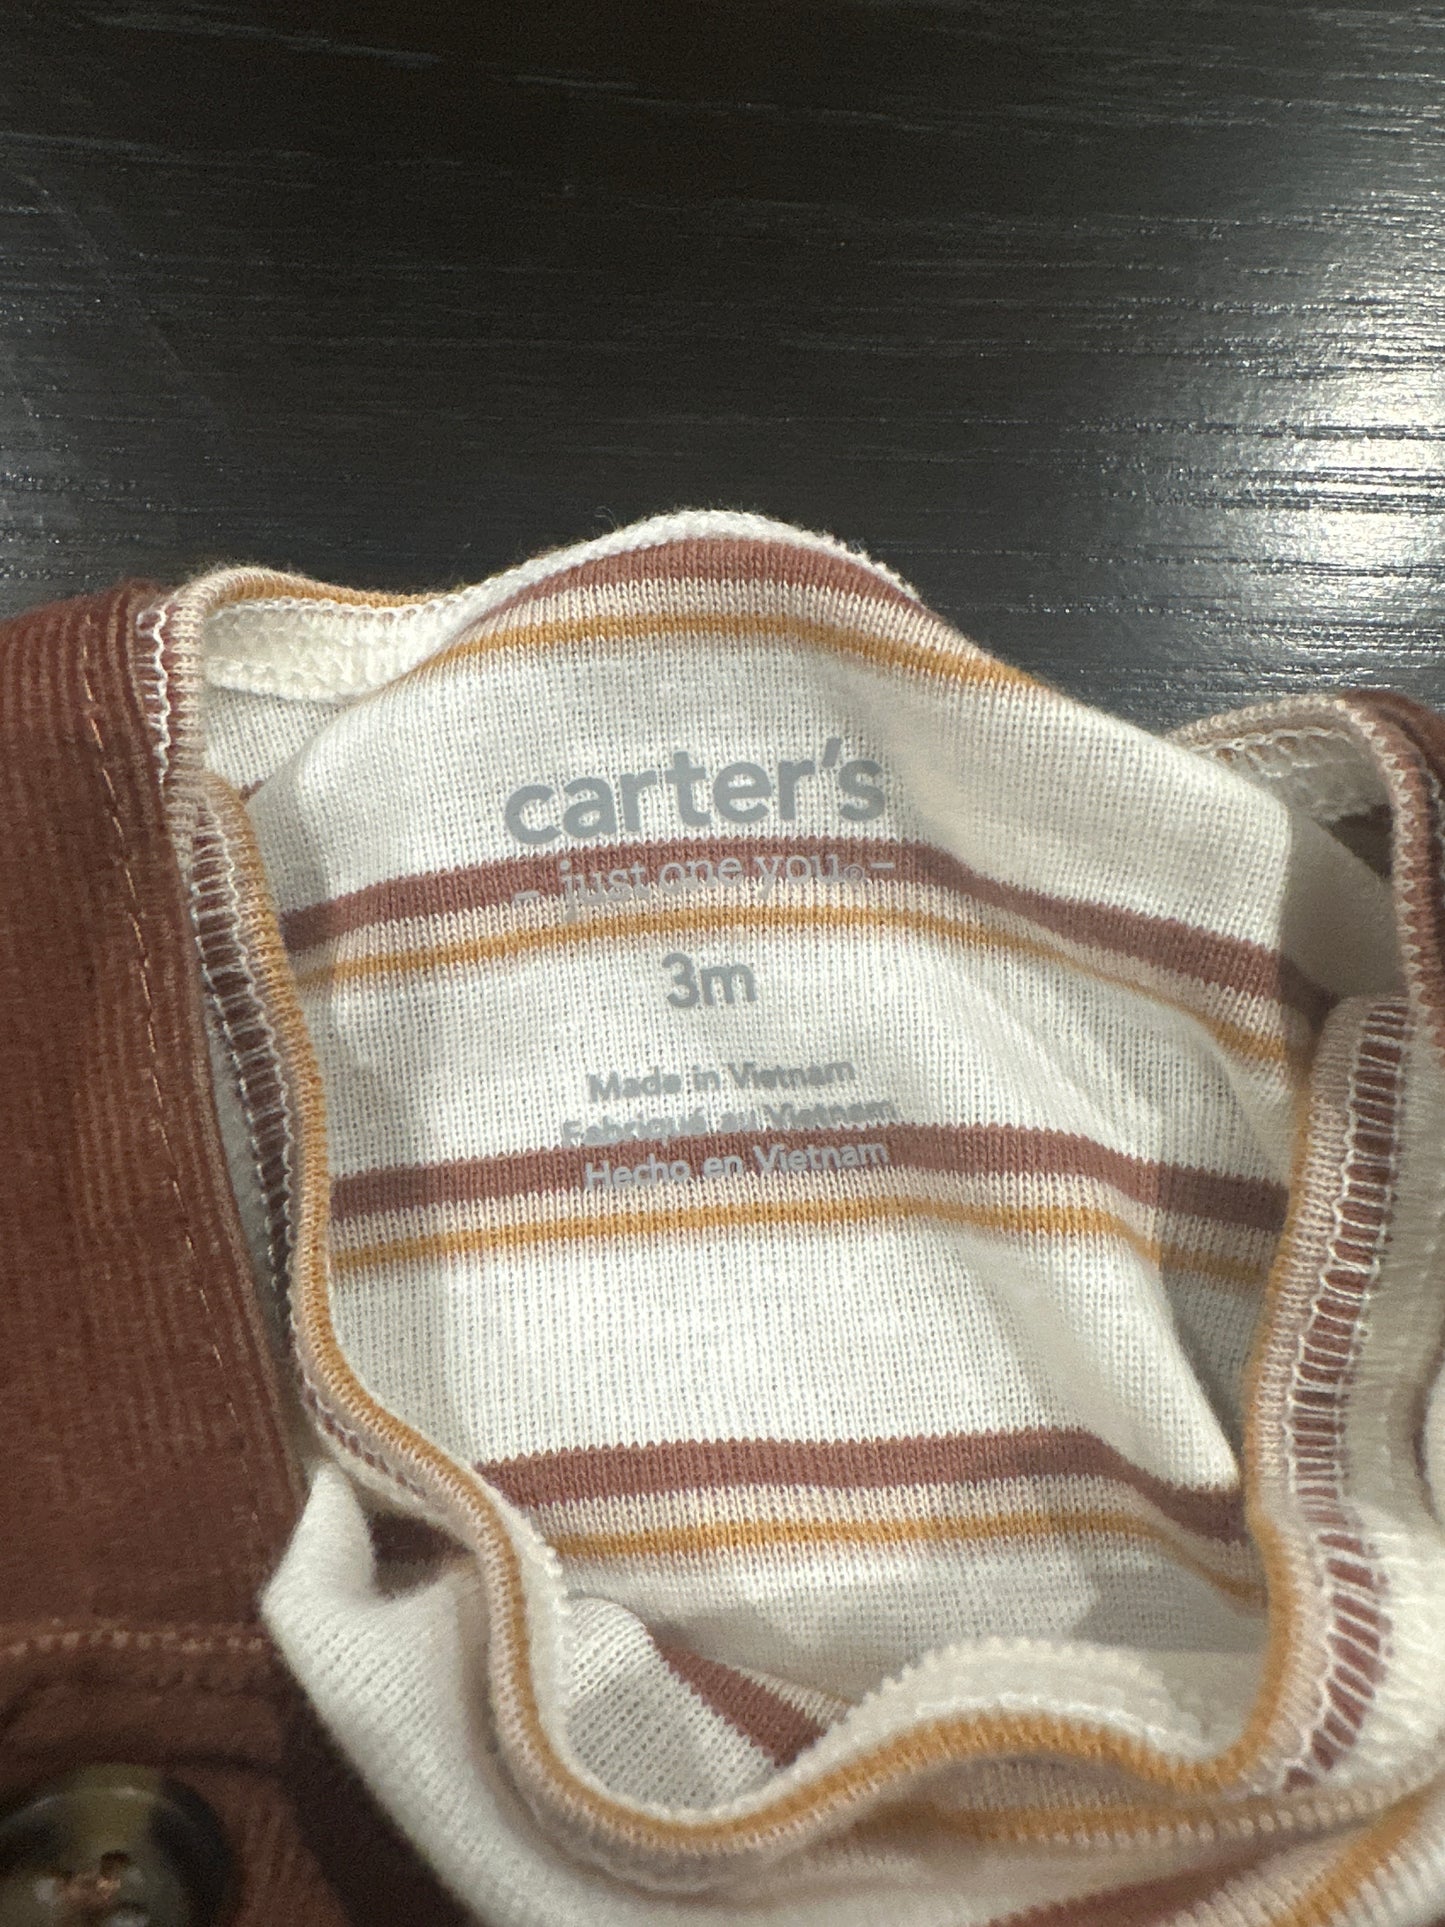 carter's
- just one you® -
3m
Made in Vietnam
Fabriqué au Vietnam
Hecho en Vietnam